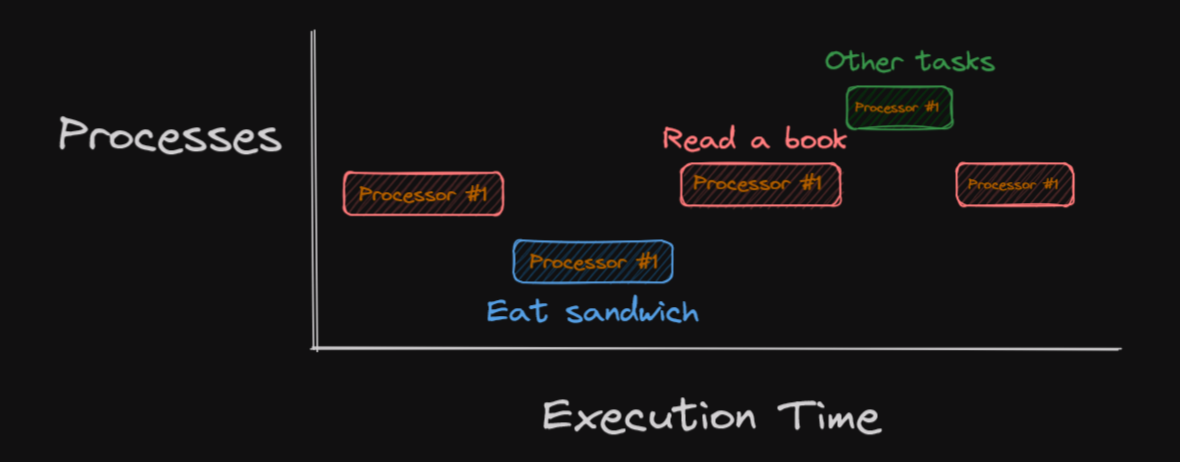 Other tasks
Processor #1
Processes
Read a book
Processor #1
Processor #1
Processor #1
Processor #1
Eat sandwich
Execution Time